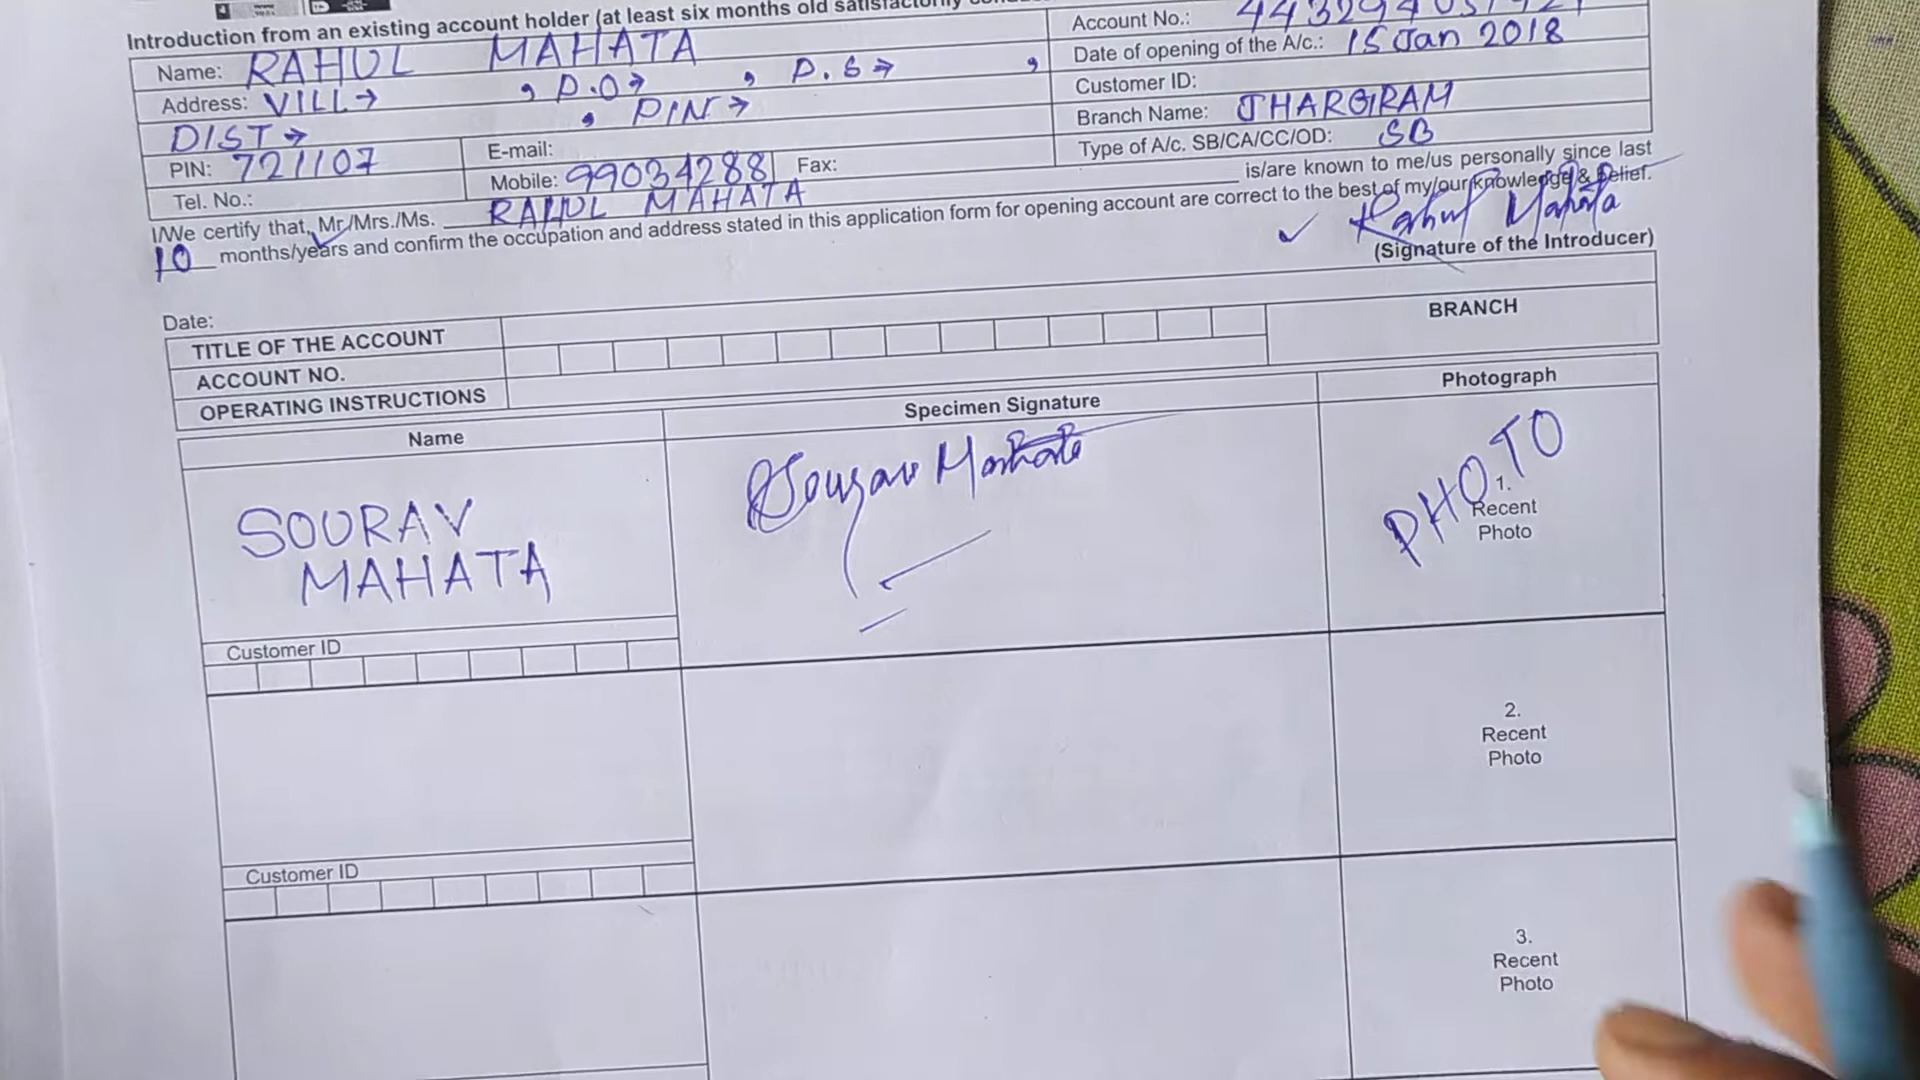 Introduction from an existing account holder (at least six months old satisfactorily
Name: RAHUL MAHATA
Address: VILL→ , P.O→ , P.S→ ,
DIST→ , PIN→
PIN: 721107
E-mail:
Tel. No.:
Mobile: 99034288
Fax:
Account No.:
Date of opening of the A/c.: 15 Jan 2018
Customer ID:
Branch Name: JHARGRAM
Type of A/c. SB/CA/CC/OD: SB
I/We certify that, Mr./Mrs./Ms. RAHUL MAHATA is/are known to me/us personally since last
10 months/years and confirm the occupation and address stated in this application form for opening account are correct to the best of my/our knowledge & belief.
✓ Rahul Mahata
(Signature of the Introducer)
Date:
TITLE OF THE ACCOUNT
BRANCH
ACCOUNT NO.
OPERATING INSTRUCTIONS
Name
Specimen Signature
Photograph
SOURAV
MAHATA
Sourav Mahata
PHOTO
1.
Recent
Photo
Customer ID
2.
Recent
Photo
Customer ID
3.
Recent
Photo